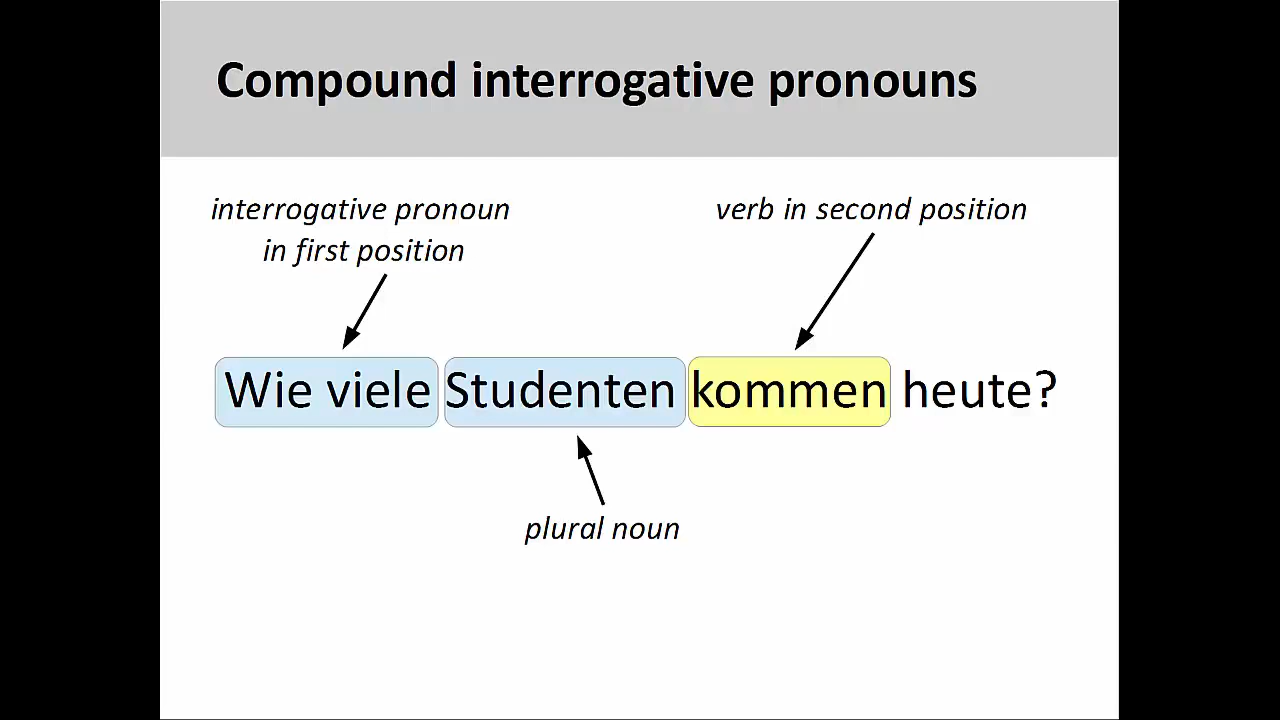 Compound interrogative pronouns
interrogative pronoun
in first position
verb in second position
Wie viele Studenten kommen heute?
plural noun